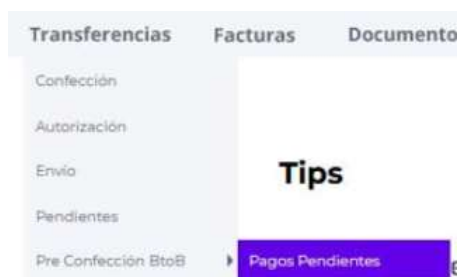 Transferencias Facturas Documento
Confección
Autorización
Envío
Tips
Pendientes
Pre Confección BtoB Pagos Pendientes